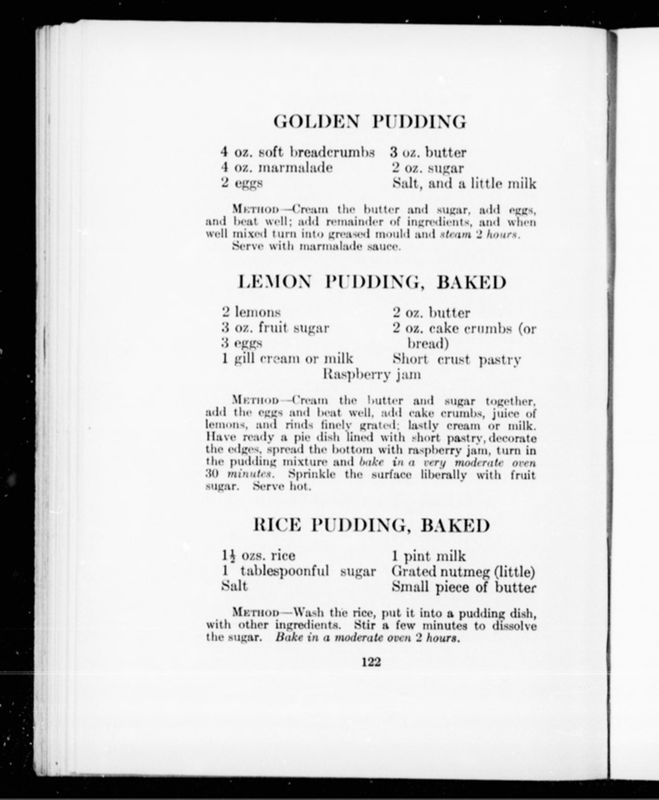 GOLDEN PUDDING
4 oz. soft breadcrumbs 3 oz. butter
4 oz. marmalade 2 oz. sugar
2 eggs Salt, and a little milk
METHOD—Cream the butter and sugar, add eggs,
and beat well; add remainder of ingredients, and when
well mixed turn into greased mould and steam 2 hours.
Serve with marmalade sauce.
LEMON PUDDING, BAKED
2 lemons 2 oz. butter
3 oz. fruit sugar 2 oz. cake crumbs (or
3 eggs bread)
1 gill cream or milk Short crust pastry
Raspberry jam
METHOD—Cream the butter and sugar together,
add the eggs and beat well, add cake crumbs, juice of
lemons, and rinds finely grated; lastly cream or milk.
Have ready a pie dish lined with short pastry, decorate
the edges, spread the bottom with raspberry jam, turn in
the pudding mixture and bake in a very moderate oven
30 minutes. Sprinkle the surface liberally with fruit
sugar. Serve hot.
RICE PUDDING, BAKED
1½ ozs. rice 1 pint milk
1 tablespoonful sugar Grated nutmeg (little)
Salt Small piece of butter
METHOD—Wash the rice, put it into a pudding dish,
with other ingredients. Stir a few minutes to dissolve
the sugar. Bake in a moderate oven 2 hours.
122